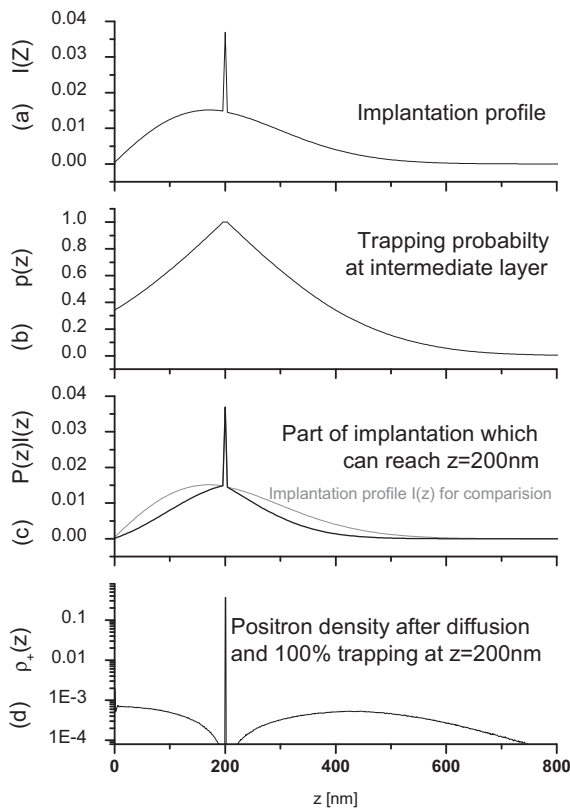 (a) I(Z)
0.04
0.03
0.02
0.01
0.00
Implantation profile
(b) p(z)
1.0
0.8
0.6
0.4
0.2
0.0
Trapping probabilty
at intermediate layer
(c) P(z)I(z)
0.04
0.03
0.02
0.01
0.00
Part of implantation which
can reach z=200nm
Implantation profile I(z) for comparision
(d) ρ₊(z)
0.1
0.01
1E-3
1E-4
Positron density after diffusion
and 100% trapping at z=200nm
0 200 400 600 800
z [nm]